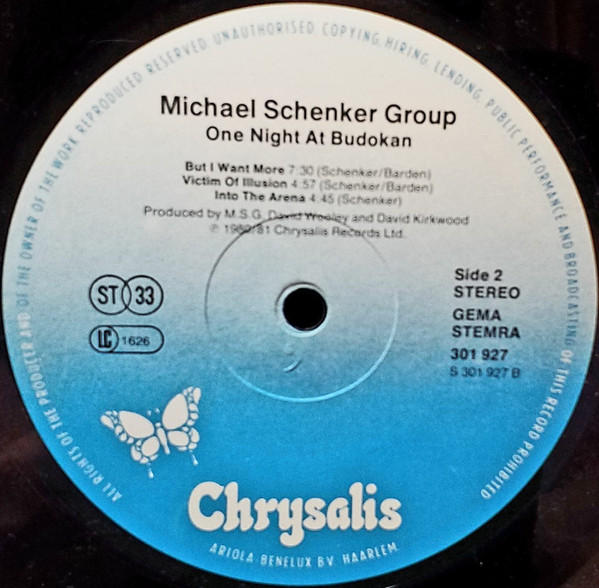 ALL RIGHTS OF THE PRODUCER AND OF THE OWNER OF THE WORK REPRODUCED RESERVED UNAUTHORISED COPYING, HIRING, LENDING, PUBLIC PERFORMANCE AND BROADCASTING OF THIS RECORD PROHIBITED
Michael Schenker Group
One Night At Budokan
But I Want More 7:30 (Schenker/Barden)
Victim Of Illusion 4:57 (Schenker/Barden)
Into The Arena 4:45 (Schenker)
Produced by M.S.G, David Wooley and David Kirkwood
℗ 1980/81 Chrysalis Records Ltd.
ST 33
LC 1626
Side 2
STEREO
GEMA
STEMRA
301 927
S 301 927 B
Chrysalis
ARIOLA BENELUX B.V. HAARLEM